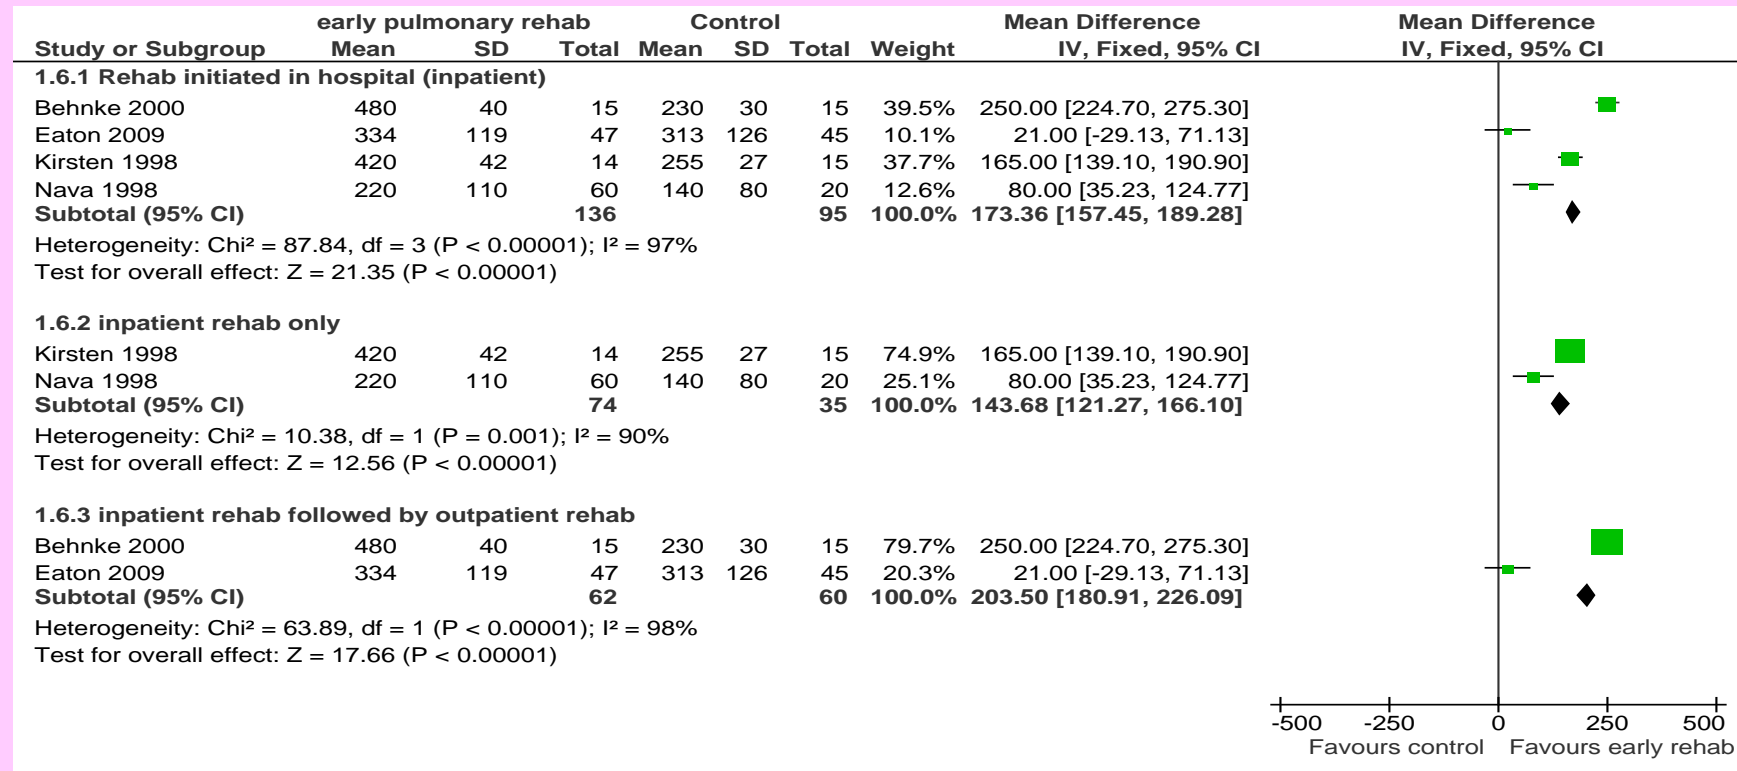 early pulmonary rehab Control Mean Difference Mean Difference
Study or Subgroup Mean SD Total Mean SD Total Weight IV, Fixed, 95% CI IV, Fixed, 95% CI
1.6.1 Rehab initiated in hospital (inpatient)
Behnke 2000 480 40 15 230 30 15 39.5% 250.00 [224.70, 275.30]
Eaton 2009 334 119 47 313 126 45 10.1% 21.00 [-29.13, 71.13]
Kirsten 1998 420 42 14 255 27 15 37.7% 165.00 [139.10, 190.90]
Nava 1998 220 110 60 140 80 20 12.6% 80.00 [35.23, 124.77]
Subtotal (95% CI) 136 95 100.0% 173.36 [157.45, 189.28]
Heterogeneity: Chi² = 87.84, df = 3 (P < 0.00001); I² = 97%
Test for overall effect: Z = 21.35 (P < 0.00001)
1.6.2 inpatient rehab only
Kirsten 1998 420 42 14 255 27 15 74.9% 165.00 [139.10, 190.90]
Nava 1998 220 110 60 140 80 20 25.1% 80.00 [35.23, 124.77]
Subtotal (95% CI) 74 35 100.0% 143.68 [121.27, 166.10]
Heterogeneity: Chi² = 10.38, df = 1 (P = 0.001); I² = 90%
Test for overall effect: Z = 12.56 (P < 0.00001)
1.6.3 inpatient rehab followed by outpatient rehab
Behnke 2000 480 40 15 230 30 15 79.7% 250.00 [224.70, 275.30]
Eaton 2009 334 119 47 313 126 45 20.3% 21.00 [-29.13, 71.13]
Subtotal (95% CI) 62 60 100.0% 203.50 [180.91, 226.09]
Heterogeneity: Chi² = 63.89, df = 1 (P < 0.00001); I² = 98%
Test for overall effect: Z = 17.66 (P < 0.00001)
-500 -250 0 250 500
Favours control Favours early rehab